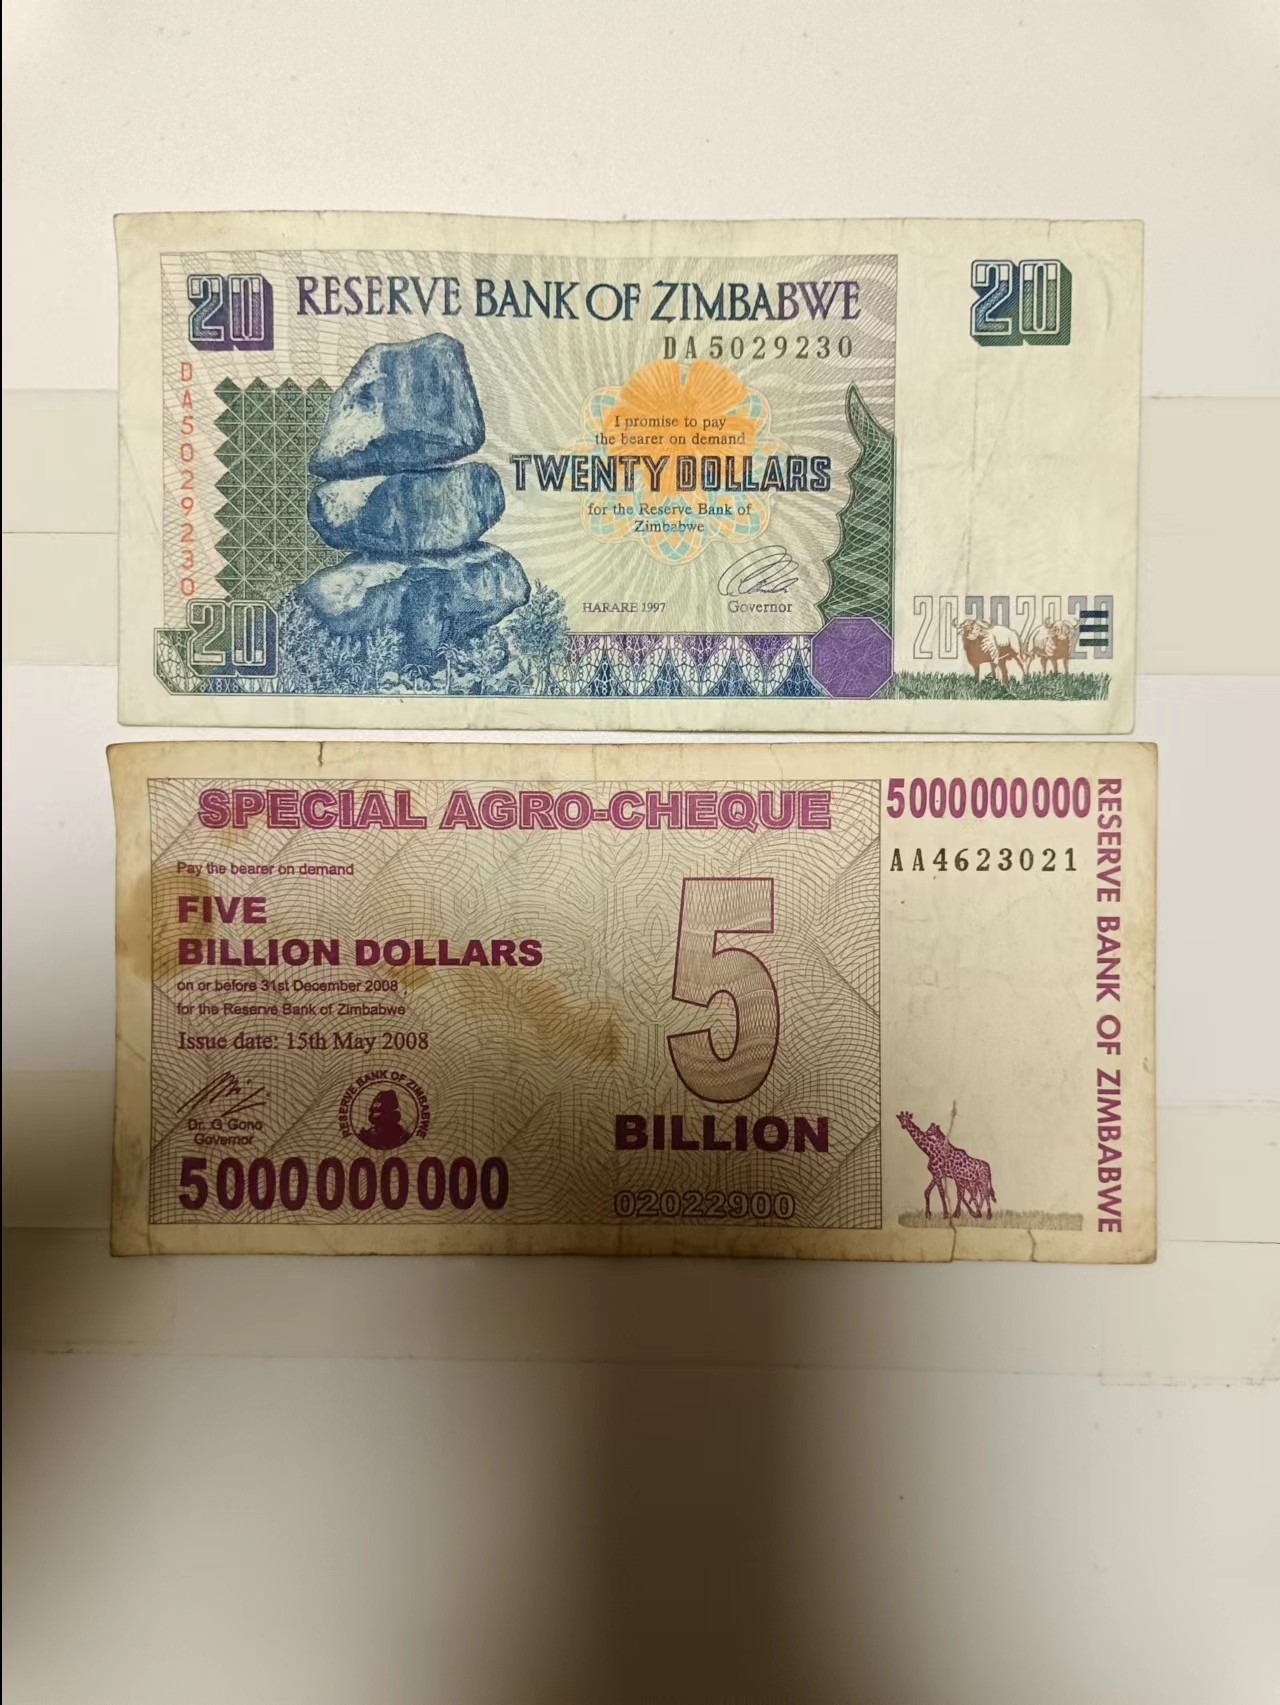 20
RESERVE BANK OF ZIMBABWE
20
DA5029230
DA5029230
I promise to pay
the bearer on demand
TWENTY DOLLARS
for the Reserve Bank of
Zimbabwe
HARARE 1997
Governor
20
20202020
SPECIAL AGRO-CHEQUE
5000000000
AA4623021
RESERVE BANK OF ZIMBABWE
Pay the bearer on demand
FIVE
BILLION DOLLARS
on or before 31st December 2008
for the Reserve Bank of Zimbabwe
Issue date: 15th May 2008
Dr. G Gono
Governor
RESERVE BANK OF ZIMBABWE
5000000000
5
BILLION
02022900